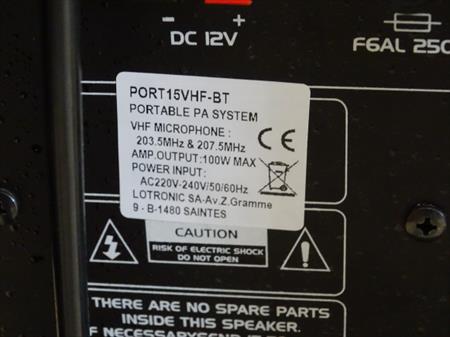 - +
DC 12V
F6AL 250
PORT15VHF-BT
PORTABLE PA SYSTEM
VHF MICROPHONE :
203.5MHz & 207.5MHz
AMP.OUTPUT:100W MAX
POWER INPUT:
AC220V-240V/50/60Hz
LOTRONIC SA-Av.Z.Gramme
9 - B-1480 SAINTES
CE
CAUTION
RISK OF ELECTRIC SHOCK
DO NOT OPEN
THERE ARE NO SPARE PARTS
INSIDE THIS SPEAKER.